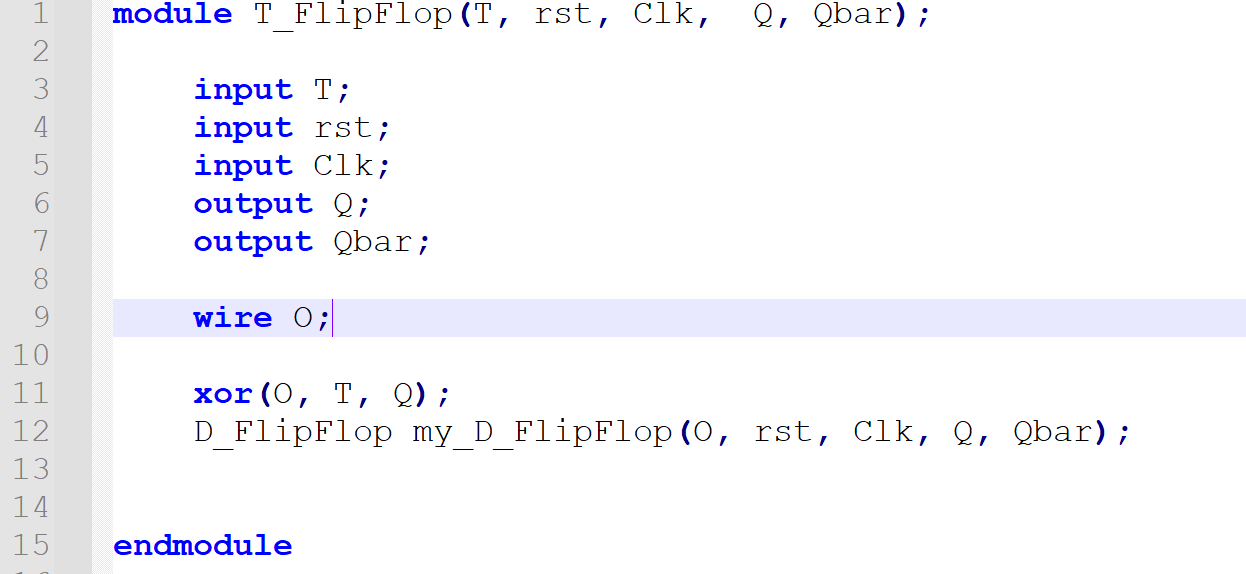 1 module T_FlipFlop(T, rst, Clk,  Q, Qbar);
2
3     input T;
4     input rst;
5     input Clk;
6     output Q;
7     output Qbar;
8
9     wire O;
10
11     xor(O, T, Q);
12     D_FlipFlop my_D_FlipFlop(O, rst, Clk, Q, Qbar);
13
14
15 endmodule